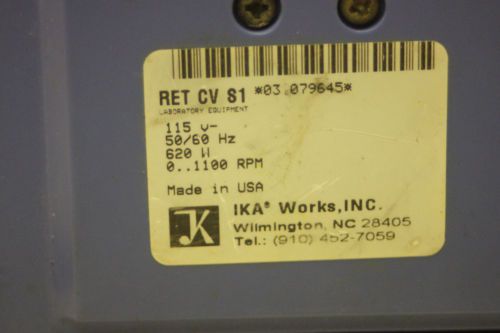 RET CV S1 *03.079645*
LABORATORY EQUIPMENT
115 V~
50/60 Hz
620 W
0..1100 RPM
Made in USA
IKA® Works,INC.
Wilmington, NC 28405
Tel.: (910) 452-7059